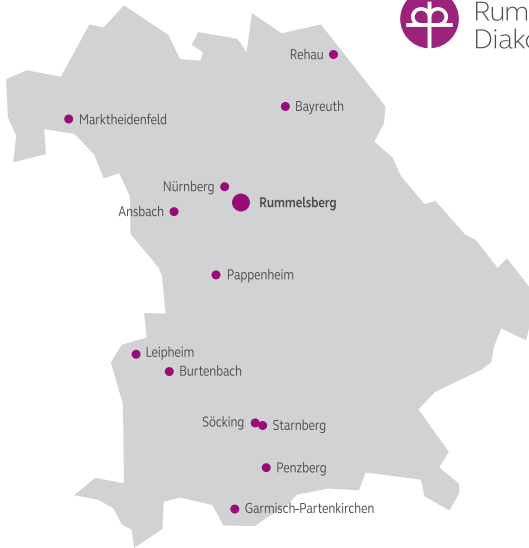 Rehau
Bayreuth
Marktheidenfeld
Nürnberg
Rummelsberg
Ansbach
Pappenheim
Leipheim
Burtenbach
Söcking
Starnberg
Penzberg
Garmisch-Partenkirchen